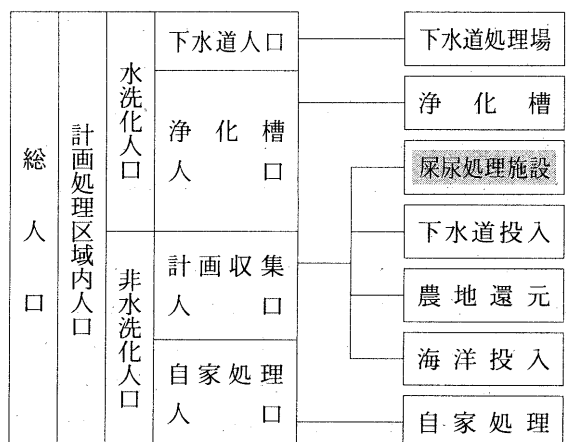 総人口
計画処理区域内人口
水洗化人口
非水洗化人口
下水道人口
浄化槽
人口
計画収集
人口
自家処理
人口
下水道処理場
浄化槽
屎尿処理施設
下水道投入
農地還元
海洋投入
自家処理